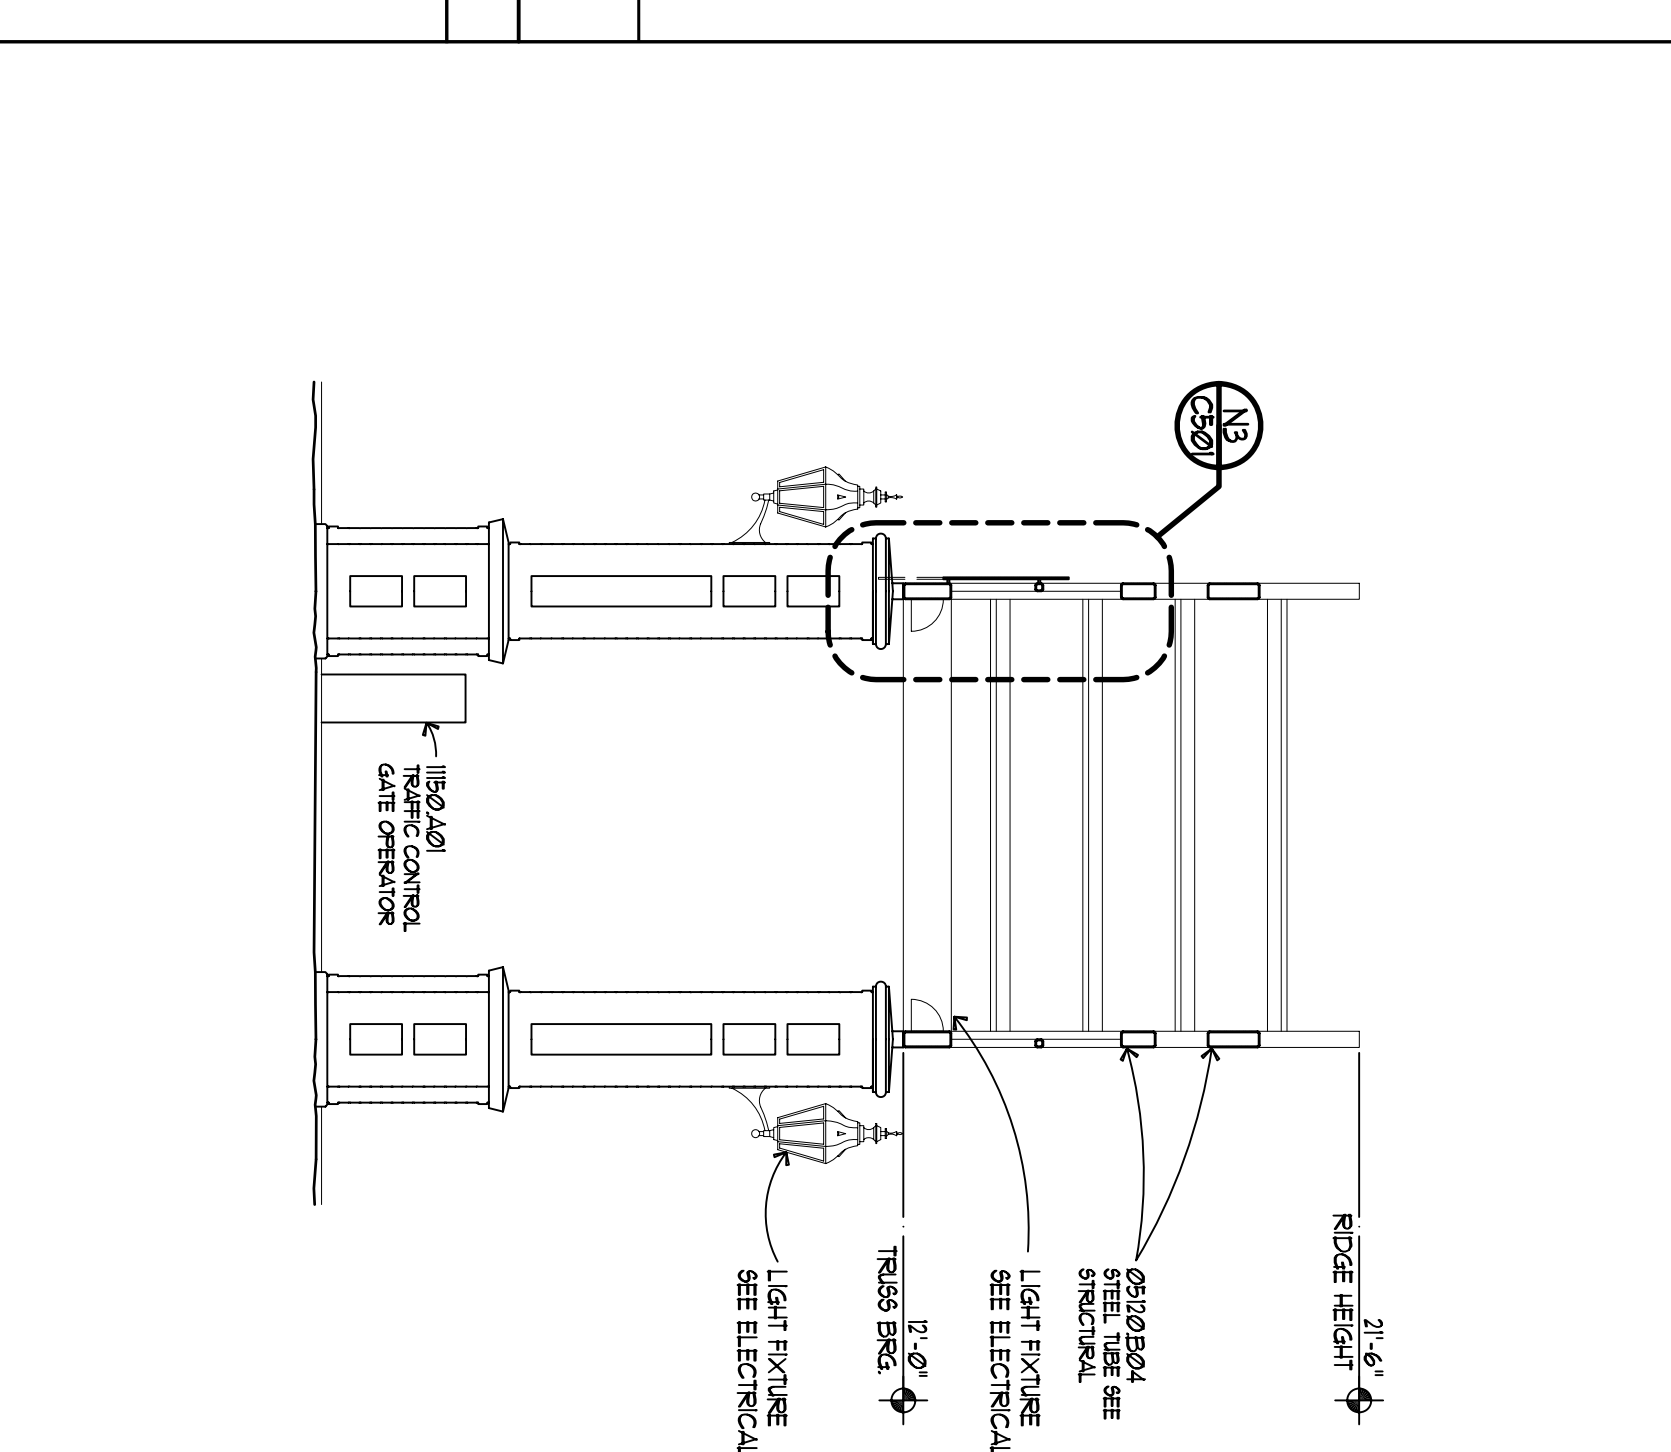 N3
C501
21'-6"
RIDGE HEIGHT
05120.B04
STEEL TUBE SEE
STRUCTURAL
LIGHT FIXTURE
SEE ELECTRICAL
12'-0"
TRUSS BRG.
LIGHT FIXTURE
SEE ELECTRICAL
11150.A01
TRAFFIC CONTROL
GATE OPERATOR